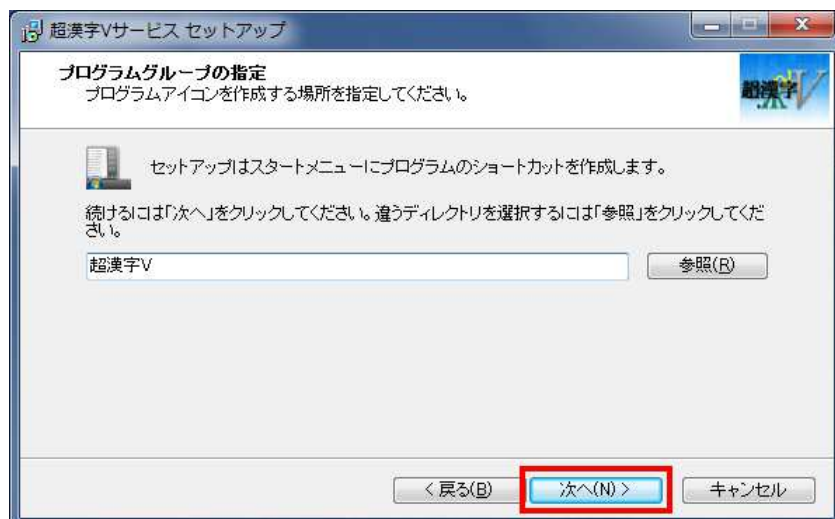 超漢字Vサービス セットアップ
プログラムグループの指定
プログラムアイコンを作成する場所を指定してください。
超漢字V
セットアップはスタートメニューにプログラムのショートカットを作成します。
続けるには「次へ」をクリックしてください。違うディレクトリを選択するには「参照」をクリックしてくだ
さい。
超漢字V
参照(R)
< 戻る(B)
次へ(N) >
キャンセル